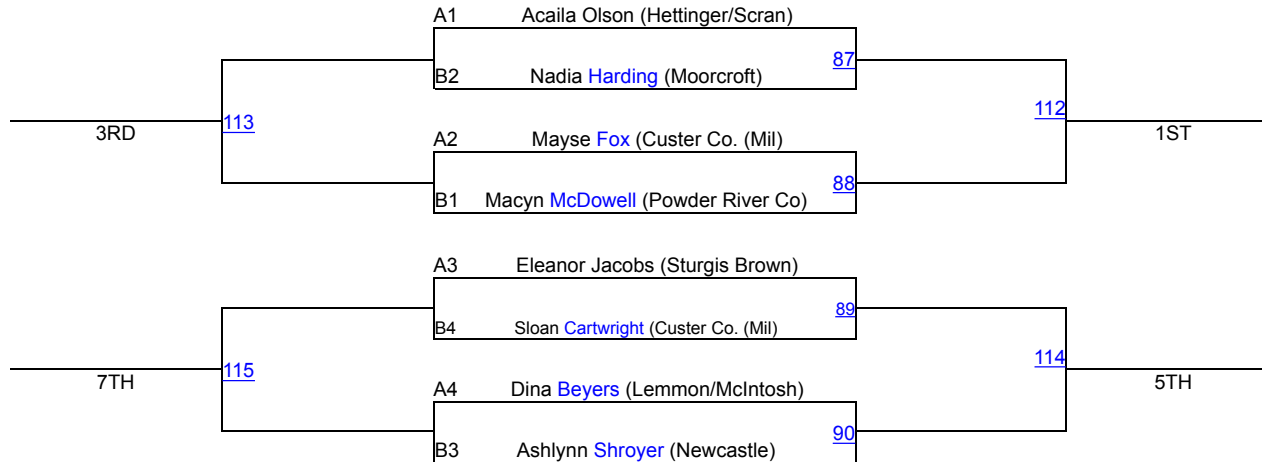 A1 Acaila Olson (Hettinger/Scran)
87
B2 Nadia Harding (Moorcroft)
113
112
3RD
1ST
A2 Mayse Fox (Custer Co. (Mil)
88
B1 Macyn McDowell (Powder River Co)
A3 Eleanor Jacobs (Sturgis Brown)
89
B4 Sloan Cartwright (Custer Co. (Mil)
115
114
7TH
5TH
A4 Dina Beyers (Lemmon/McIntosh)
90
B3 Ashlynn Shroyer (Newcastle)